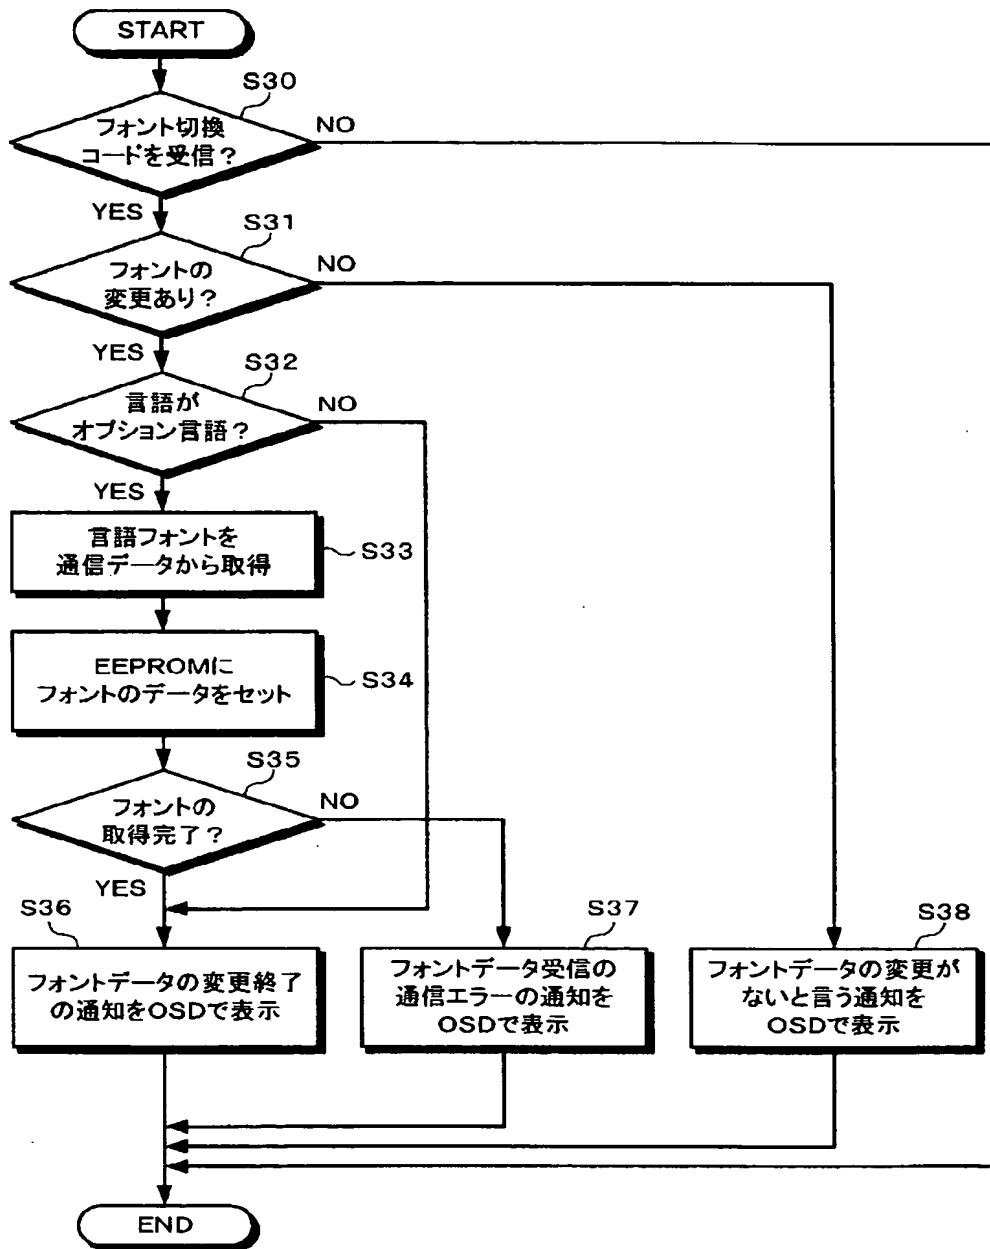 START
S30
フォント切換
コードを受信？
NO
YES
S31
フォントの
変更あり？
NO
YES
S32
言語が
オプション言語？
NO
YES
言語フォントを
通信データから取得
S33
EEPROMに
フォントのデータをセット
S34
S35
フォントの
取得完了？
NO
YES
S36
フォントデータの変更終了
の通知をOSDで表示
S37
フォントデータ受信の
通信エラーの通知を
OSDで表示
S38
フォントデータの変更が
ないと言う通知を
OSDで表示
END